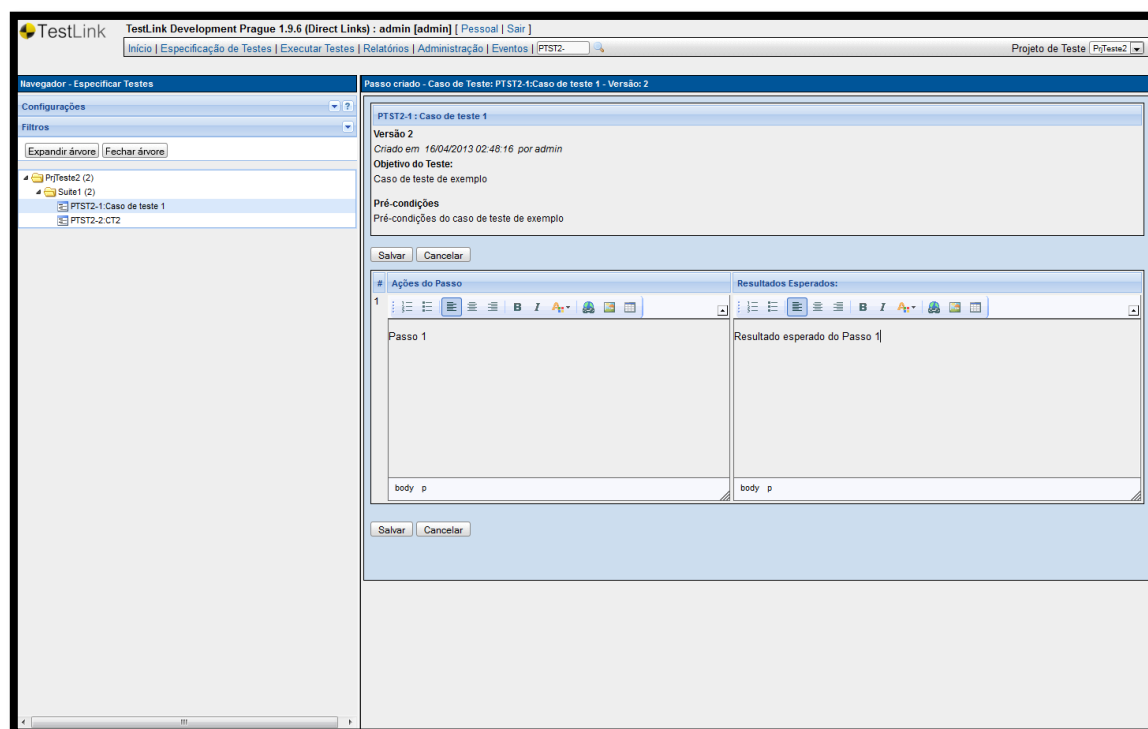 TestLink
TestLink Development Prague 1.9.6 (Direct Links) : admin [admin] [ Pessoal | Sair ]
Início | Especificação de Testes | Executar Testes | Relatórios | Administração | Eventos | PTST2-
Projeto de Teste PrjTeste2
Navegador - Especificar Testes
Configurações
?
Filtros
Expandir árvore Fechar árvore
PrjTeste2 (2)
Suite1 (2)
PTST2-1:Caso de teste 1
PTST2-2:CT2
Passo criado - Caso de Teste: PTST2-1:Caso de teste 1 - Versão: 2
PTST2-1 : Caso de teste 1
Versão 2
Criado em 16/04/2013 02:48:16 por admin
Objetivo do Teste:
Caso de teste de exemplo
Pré-condições
Pré-condições do caso de teste de exemplo
Salvar Cancelar
# Ações do Passo Resultados Esperados:
1
B I A
B I A
Passo 1
Resultado esperado do Passo 1
body p
body p
Salvar Cancelar